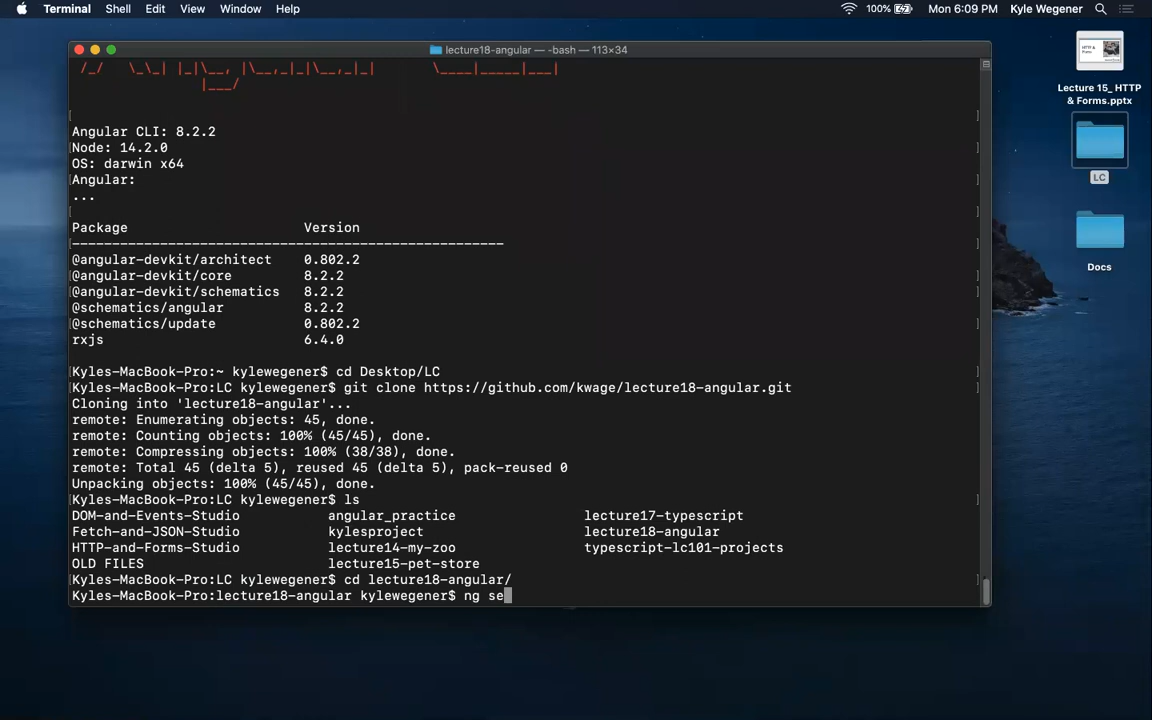 Terminal Shell Edit View Window Help 100% Mon 6:09 PM Kyle Wegener
lecture18-angular — -bash — 113×34
/_/   \_\_| |_|\__, |\__,_|_|\__,_|_|       \____|_____|___|
|___/
Angular CLI: 8.2.2
Node: 14.2.0
OS: darwin x64
Angular:
...
Package Version
------------------------------------------------------
@angular-devkit/architect 0.802.2
@angular-devkit/core 8.2.2
@angular-devkit/schematics 8.2.2
@schematics/angular 8.2.2
@schematics/update 0.802.2
rxjs 6.4.0
Kyles-MacBook-Pro:~ kylewegener$ cd Desktop/LC
Kyles-MacBook-Pro:LC kylewegener$ git clone https://github.com/kwage/lecture18-angular.git
Cloning into 'lecture18-angular'...
remote: Enumerating objects: 45, done.
remote: Counting objects: 100% (45/45), done.
remote: Compressing objects: 100% (38/38), done.
remote: Total 45 (delta 5), reused 45 (delta 5), pack-reused 0
Unpacking objects: 100% (45/45), done.
Kyles-MacBook-Pro:LC kylewegener$ ls
DOM-and-Events-Studio angular_practice lecture17-typescript
Fetch-and-JSON-Studio kylesproject lecture18-angular
HTTP-and-Forms-Studio lecture14-my-zoo typescript-lc101-projects
OLD FILES lecture15-pet-store
Kyles-MacBook-Pro:LC kylewegener$ cd lecture18-angular/
Kyles-MacBook-Pro:lecture18-angular kylewegener$ ng se
Lecture 15_ HTTP
& Forms.pptx
LC
Docs